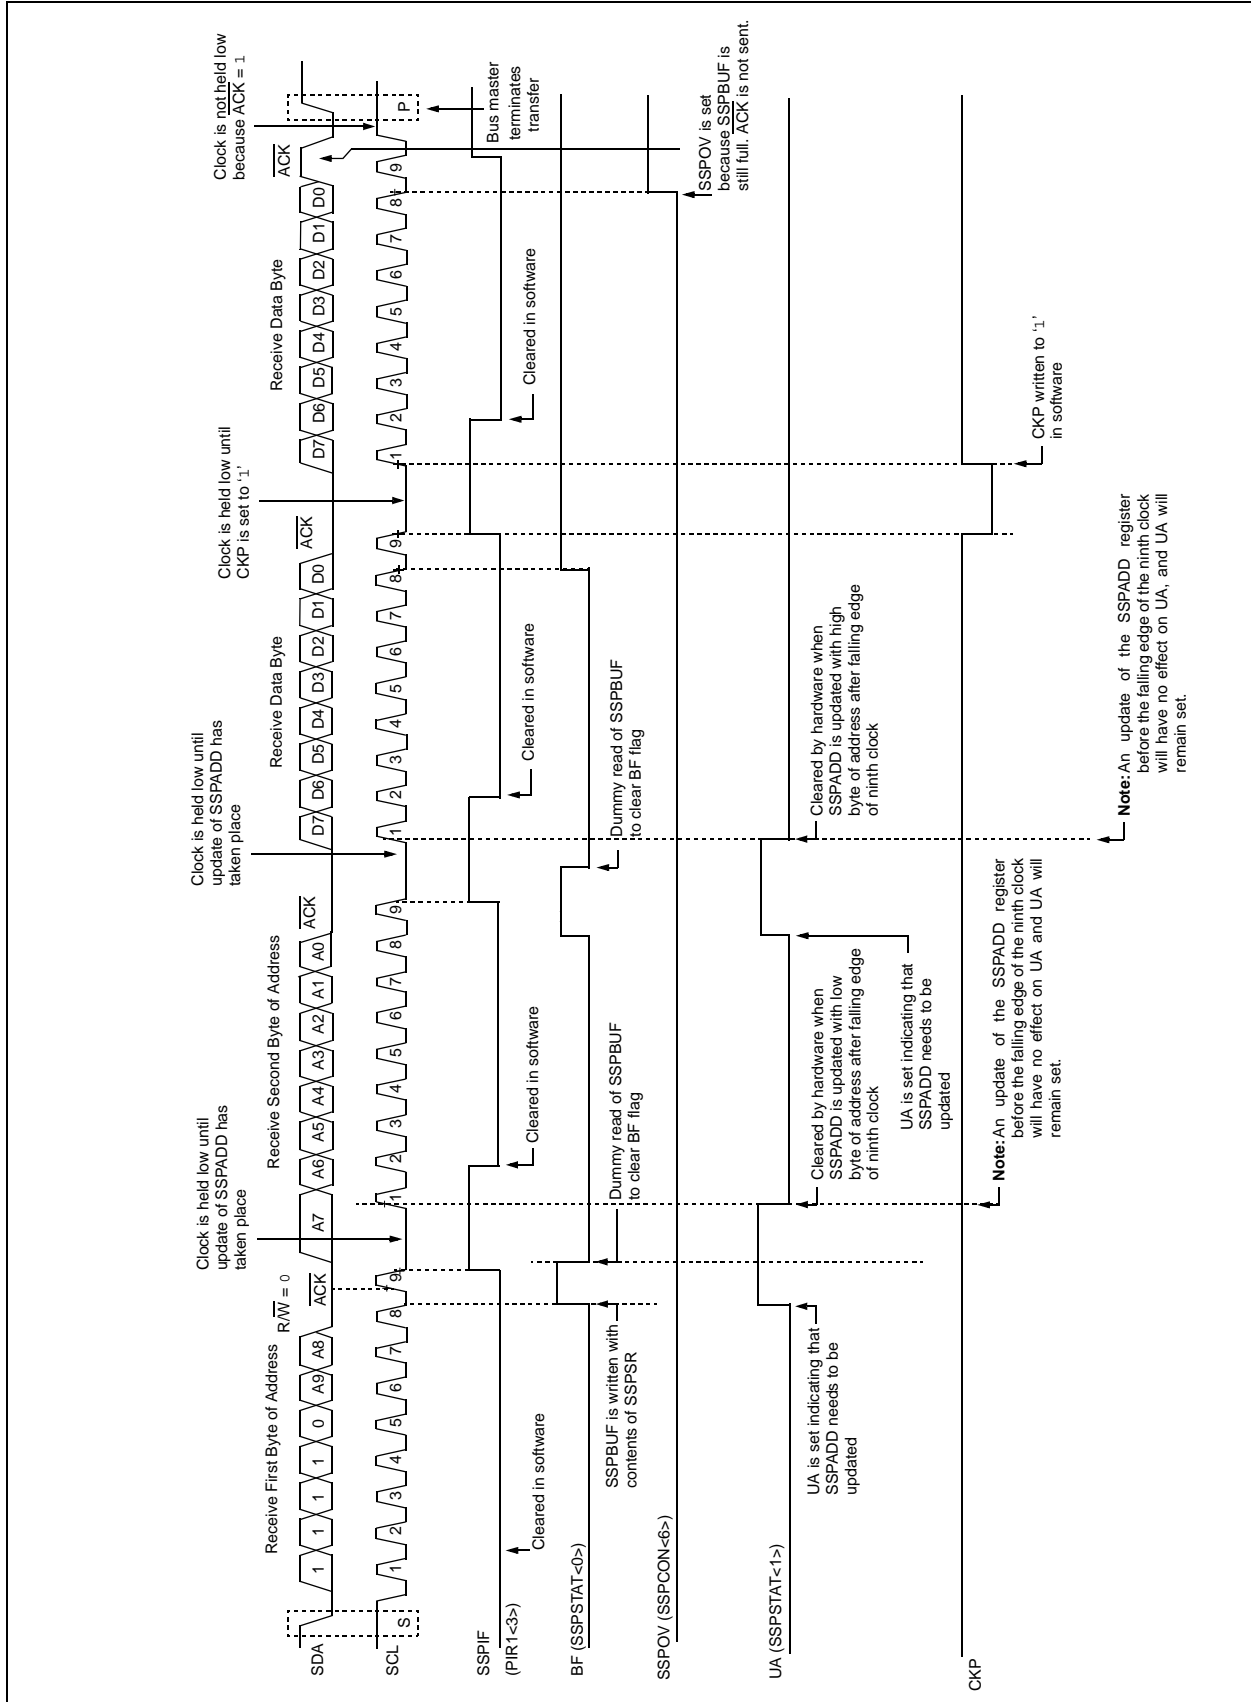 Receive First Byte of Address
R/W = 0
Receive Second Byte of Address
Receive Data Byte
Receive Data Byte
Clock is held low until
update of SSPADD has
taken place
Clock is held low until
update of SSPADD has
taken place
Clock is held low until
CKP is set to ‘1’
Clock is not held low
because ACK = 1
SDA
1 1 1 1 0 A9 A8 ACK
A7 A6 A5 A4 A3 A2 A1 A0 ACK
D7 D6 D5 D4 D3 D2 D1 D0 ACK
D7 D6 D5 D4 D3 D2 D1 D0 ACK
SCL
S
1 2 3 4 5 6 7 8 9
1 2 3 4 5 6 7 8 9
1 2 3 4 5 6 7 8 9
1 2 3 4 5 6 7 8 9
P
Bus master
terminates
transfer
SSPIF
(PIR1<3>)
Cleared in software
Cleared in software
Cleared in software
Cleared in software
BF (SSPSTAT<0>)
SSPBUF is written with
contents of SSPSR
Dummy read of SSPBUF
to clear BF flag
Dummy read of SSPBUF
to clear BF flag
SSPOV (SSPCON<6>)
SSPOV is set
because SSPBUF is
still full. ACK is not sent.
UA (SSPSTAT<1>)
UA is set indicating that
SSPADD needs to be
updated
Cleared by hardware when
SSPADD is updated with low
byte of address after falling edge
of ninth clock
UA is set indicating that
SSPADD needs to be
updated
Cleared by hardware when
SSPADD is updated with high
byte of address after falling edge
of ninth clock
CKP
CKP written to ‘1’
in software
Note: An update of the SSPADD register
before the falling edge of the ninth clock
will have no effect on UA and UA will
remain set.
Note: An update of the SSPADD register
before the falling edge of the ninth clock
will have no effect on UA, and UA will
remain set.